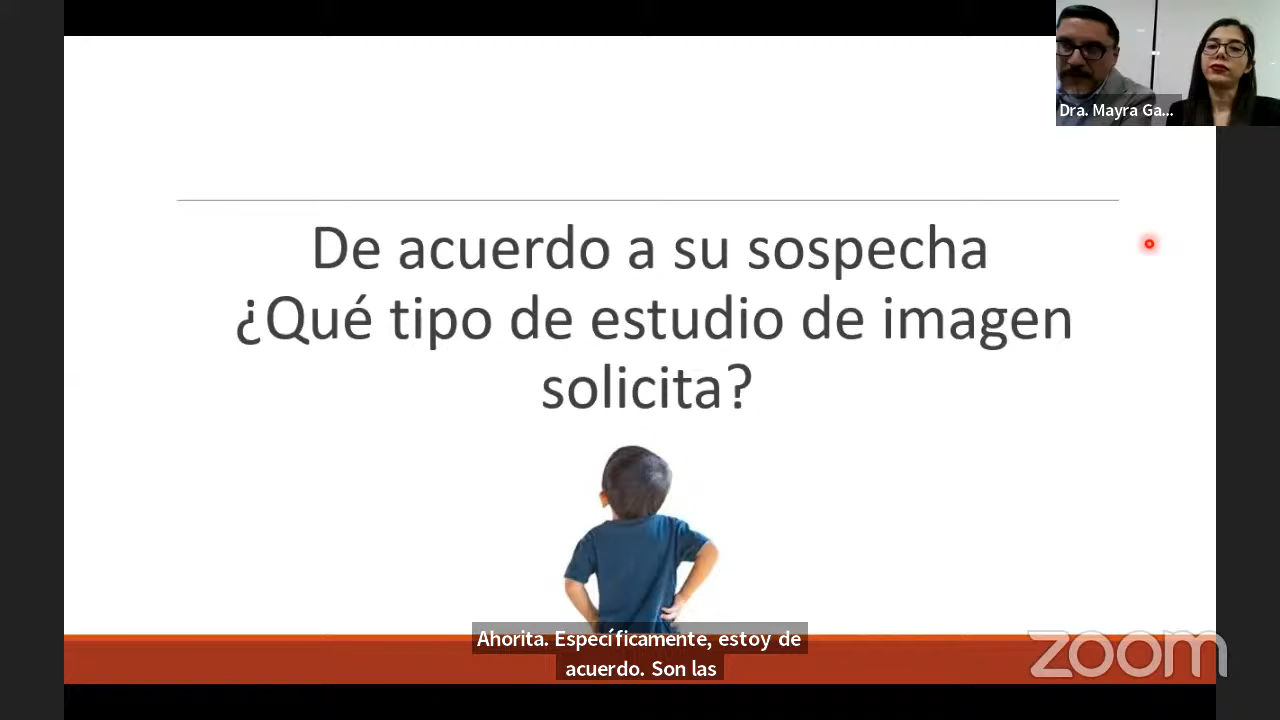 Dra. Mayra Ga...
De acuerdo a su sospecha
¿Qué tipo de estudio de imagen
solicita?
Ahorita. Específicamente, estoy de
acuerdo. Son las
zoom